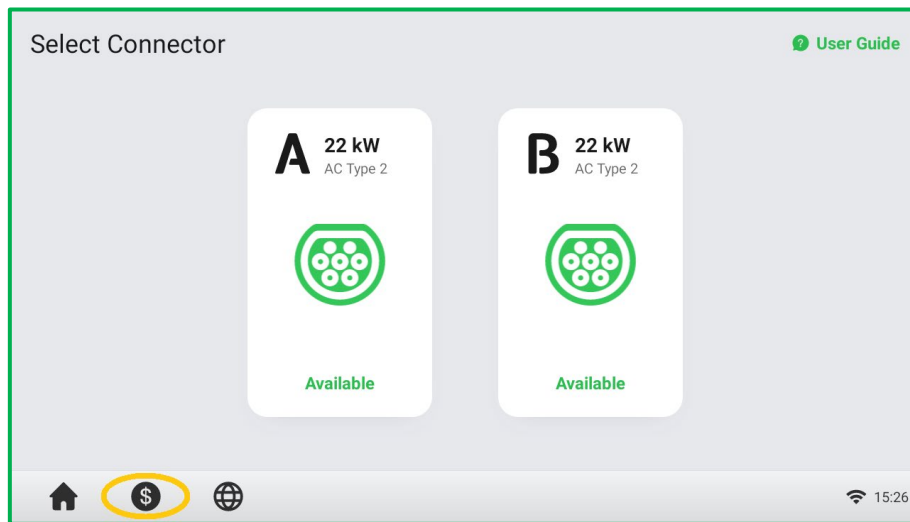 Select Connector
User Guide
A
22 kW
AC Type 2
Available
B
22 kW
AC Type 2
Available
$
15:26